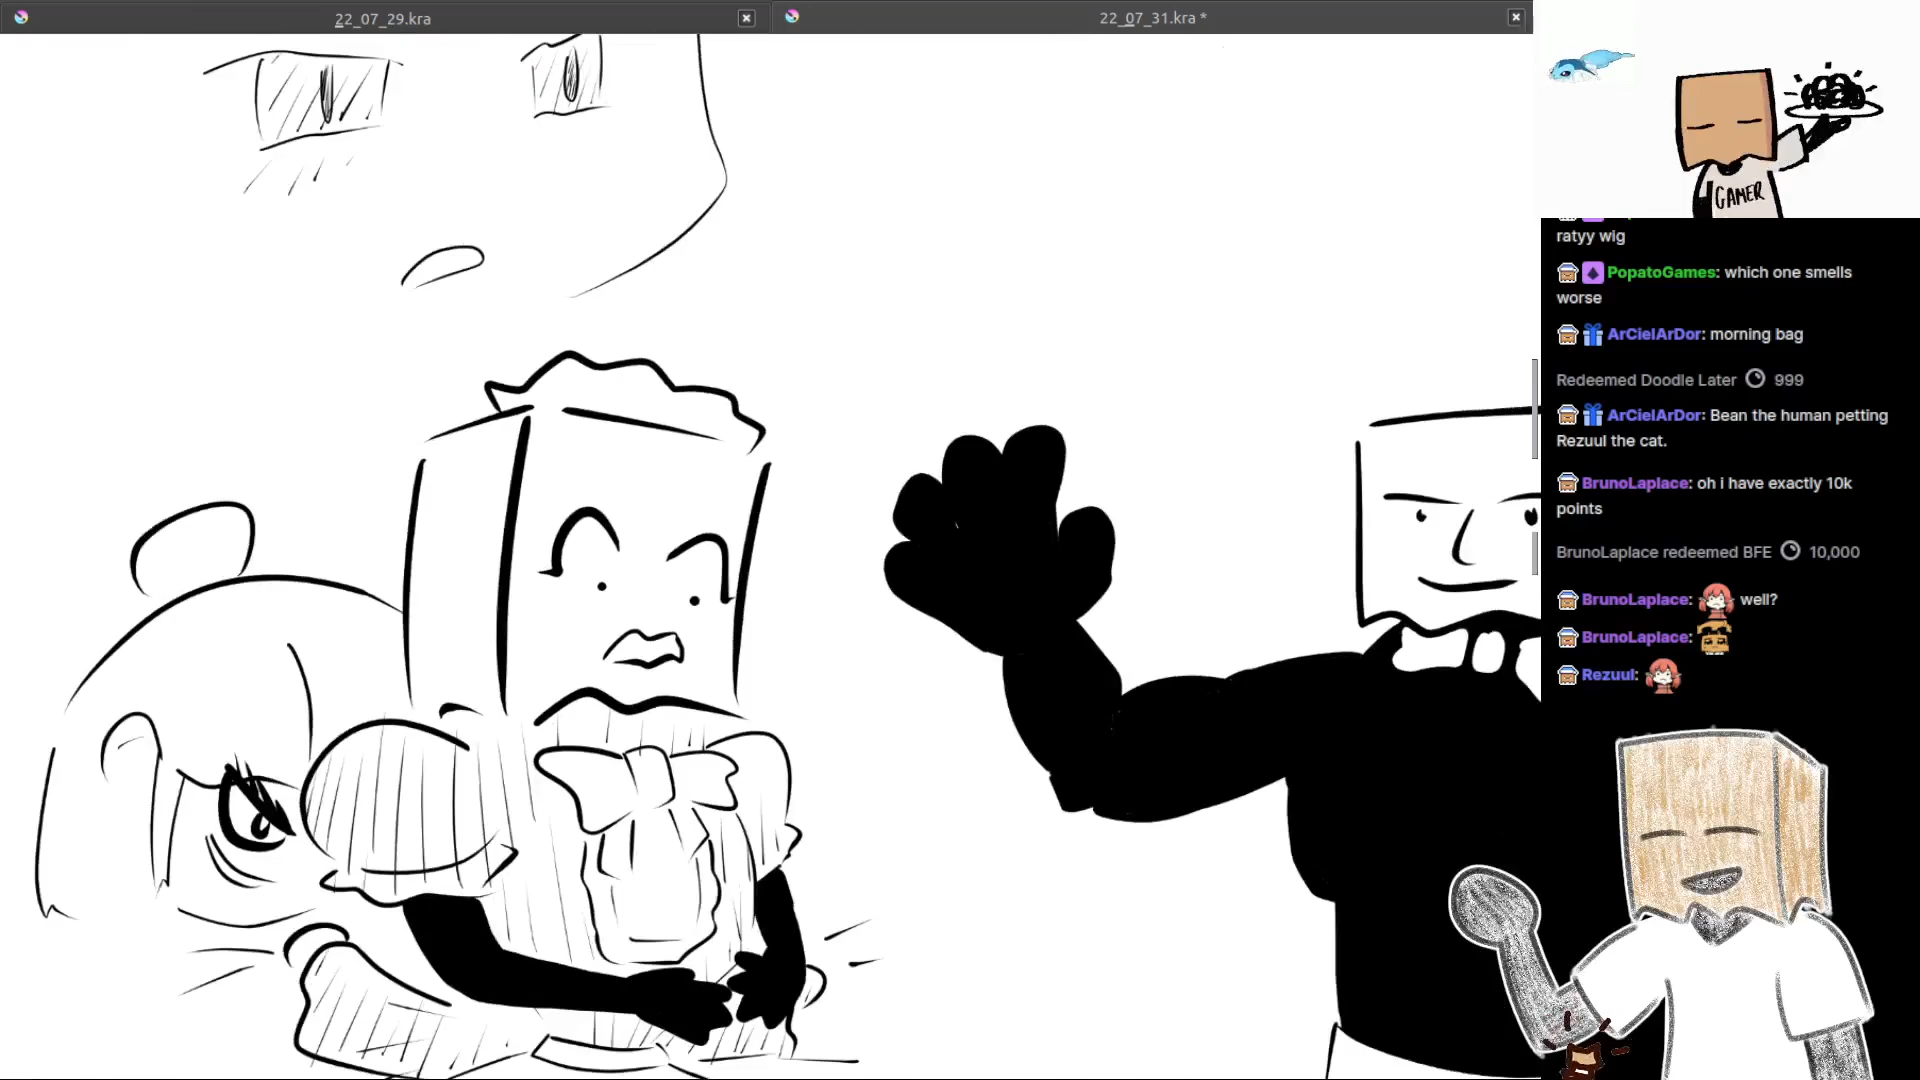 22_07_29.kra
22_07_31.kra *
GAMER
ratyy wig
PopatoGames: which one smells
worse
ArCielArDor: morning bag
Redeemed Doodle Later 999
ArCielArDor: Bean the human petting
Rezuul the cat.
BrunoLaplace: oh i have exactly 10k
points
BrunoLaplace redeemed BFE 10,000
BrunoLaplace: well?
BrunoLaplace:
Rezuul: